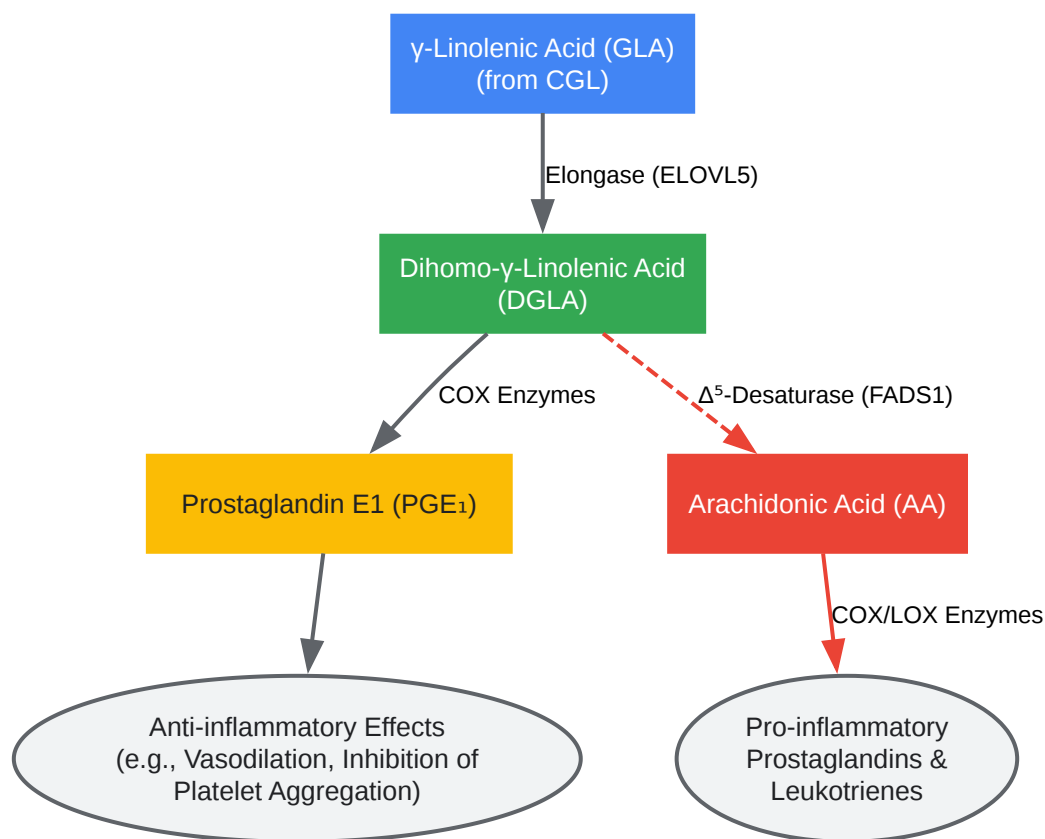 γ-Linolenic Acid (GLA)
(from CGL)
Elongase (ELOVL5)
Dihomo-γ-Linolenic Acid
(DGLA)
COX Enzymes
Δ⁵-Desaturase (FADS1)
Prostaglandin E1 (PGE₁)
Arachidonic Acid (AA)
COX/LOX Enzymes
Anti-inflammatory Effects
(e.g., Vasodilation, Inhibition of
Platelet Aggregation)
Pro-inflammatory
Prostaglandins &
Leukotrienes